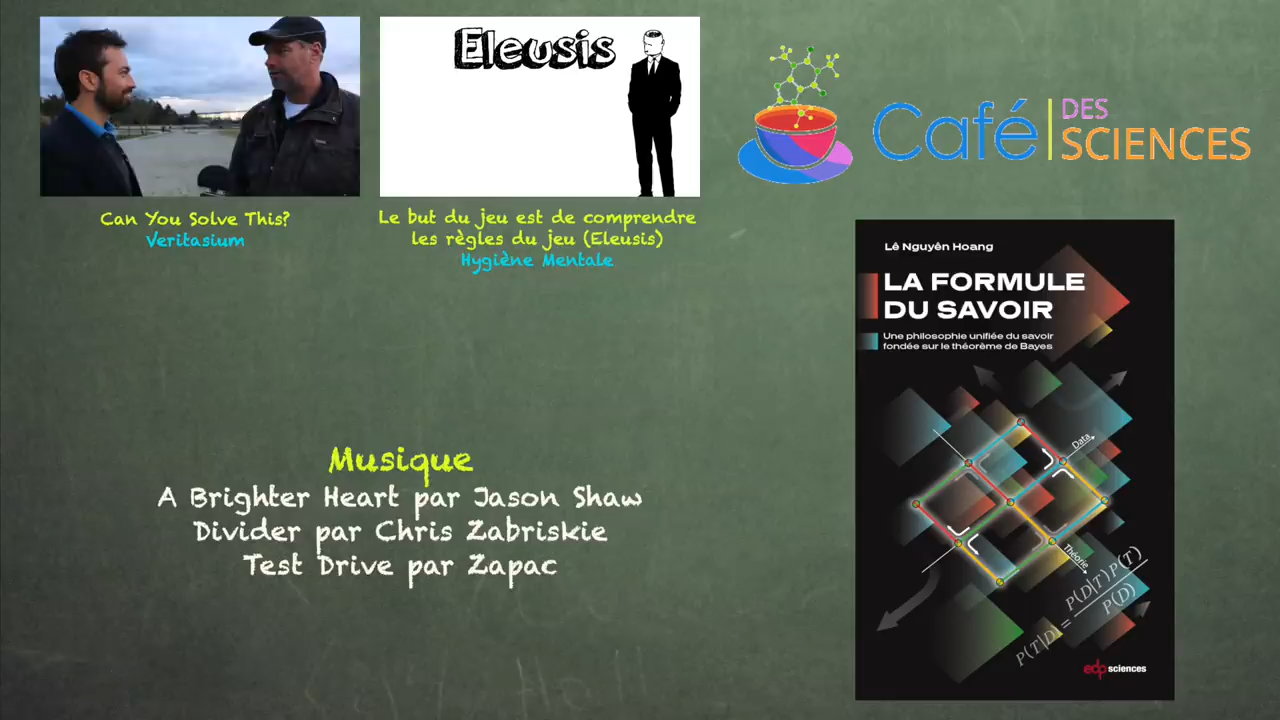 Eleusis
Can You Solve This?
Veritasium
Le but du jeu est de comprendre
les règles du jeu (Eleusis)
Hygiène Mentale
Café
DES
SCIENCES
Lê Nguyên Hoang
LA FORMULE
DU SAVOIR
Une philosophie unifiée du savoir
fondée sur le théorème de Bayes
Data
Théorie
P(T|D) = P(D|T)P(T) / P(D)
edp sciences
Musique
A Brighter Heart par Jason Shaw
Divider par Chris Zabriskie
Test Drive par Zapac